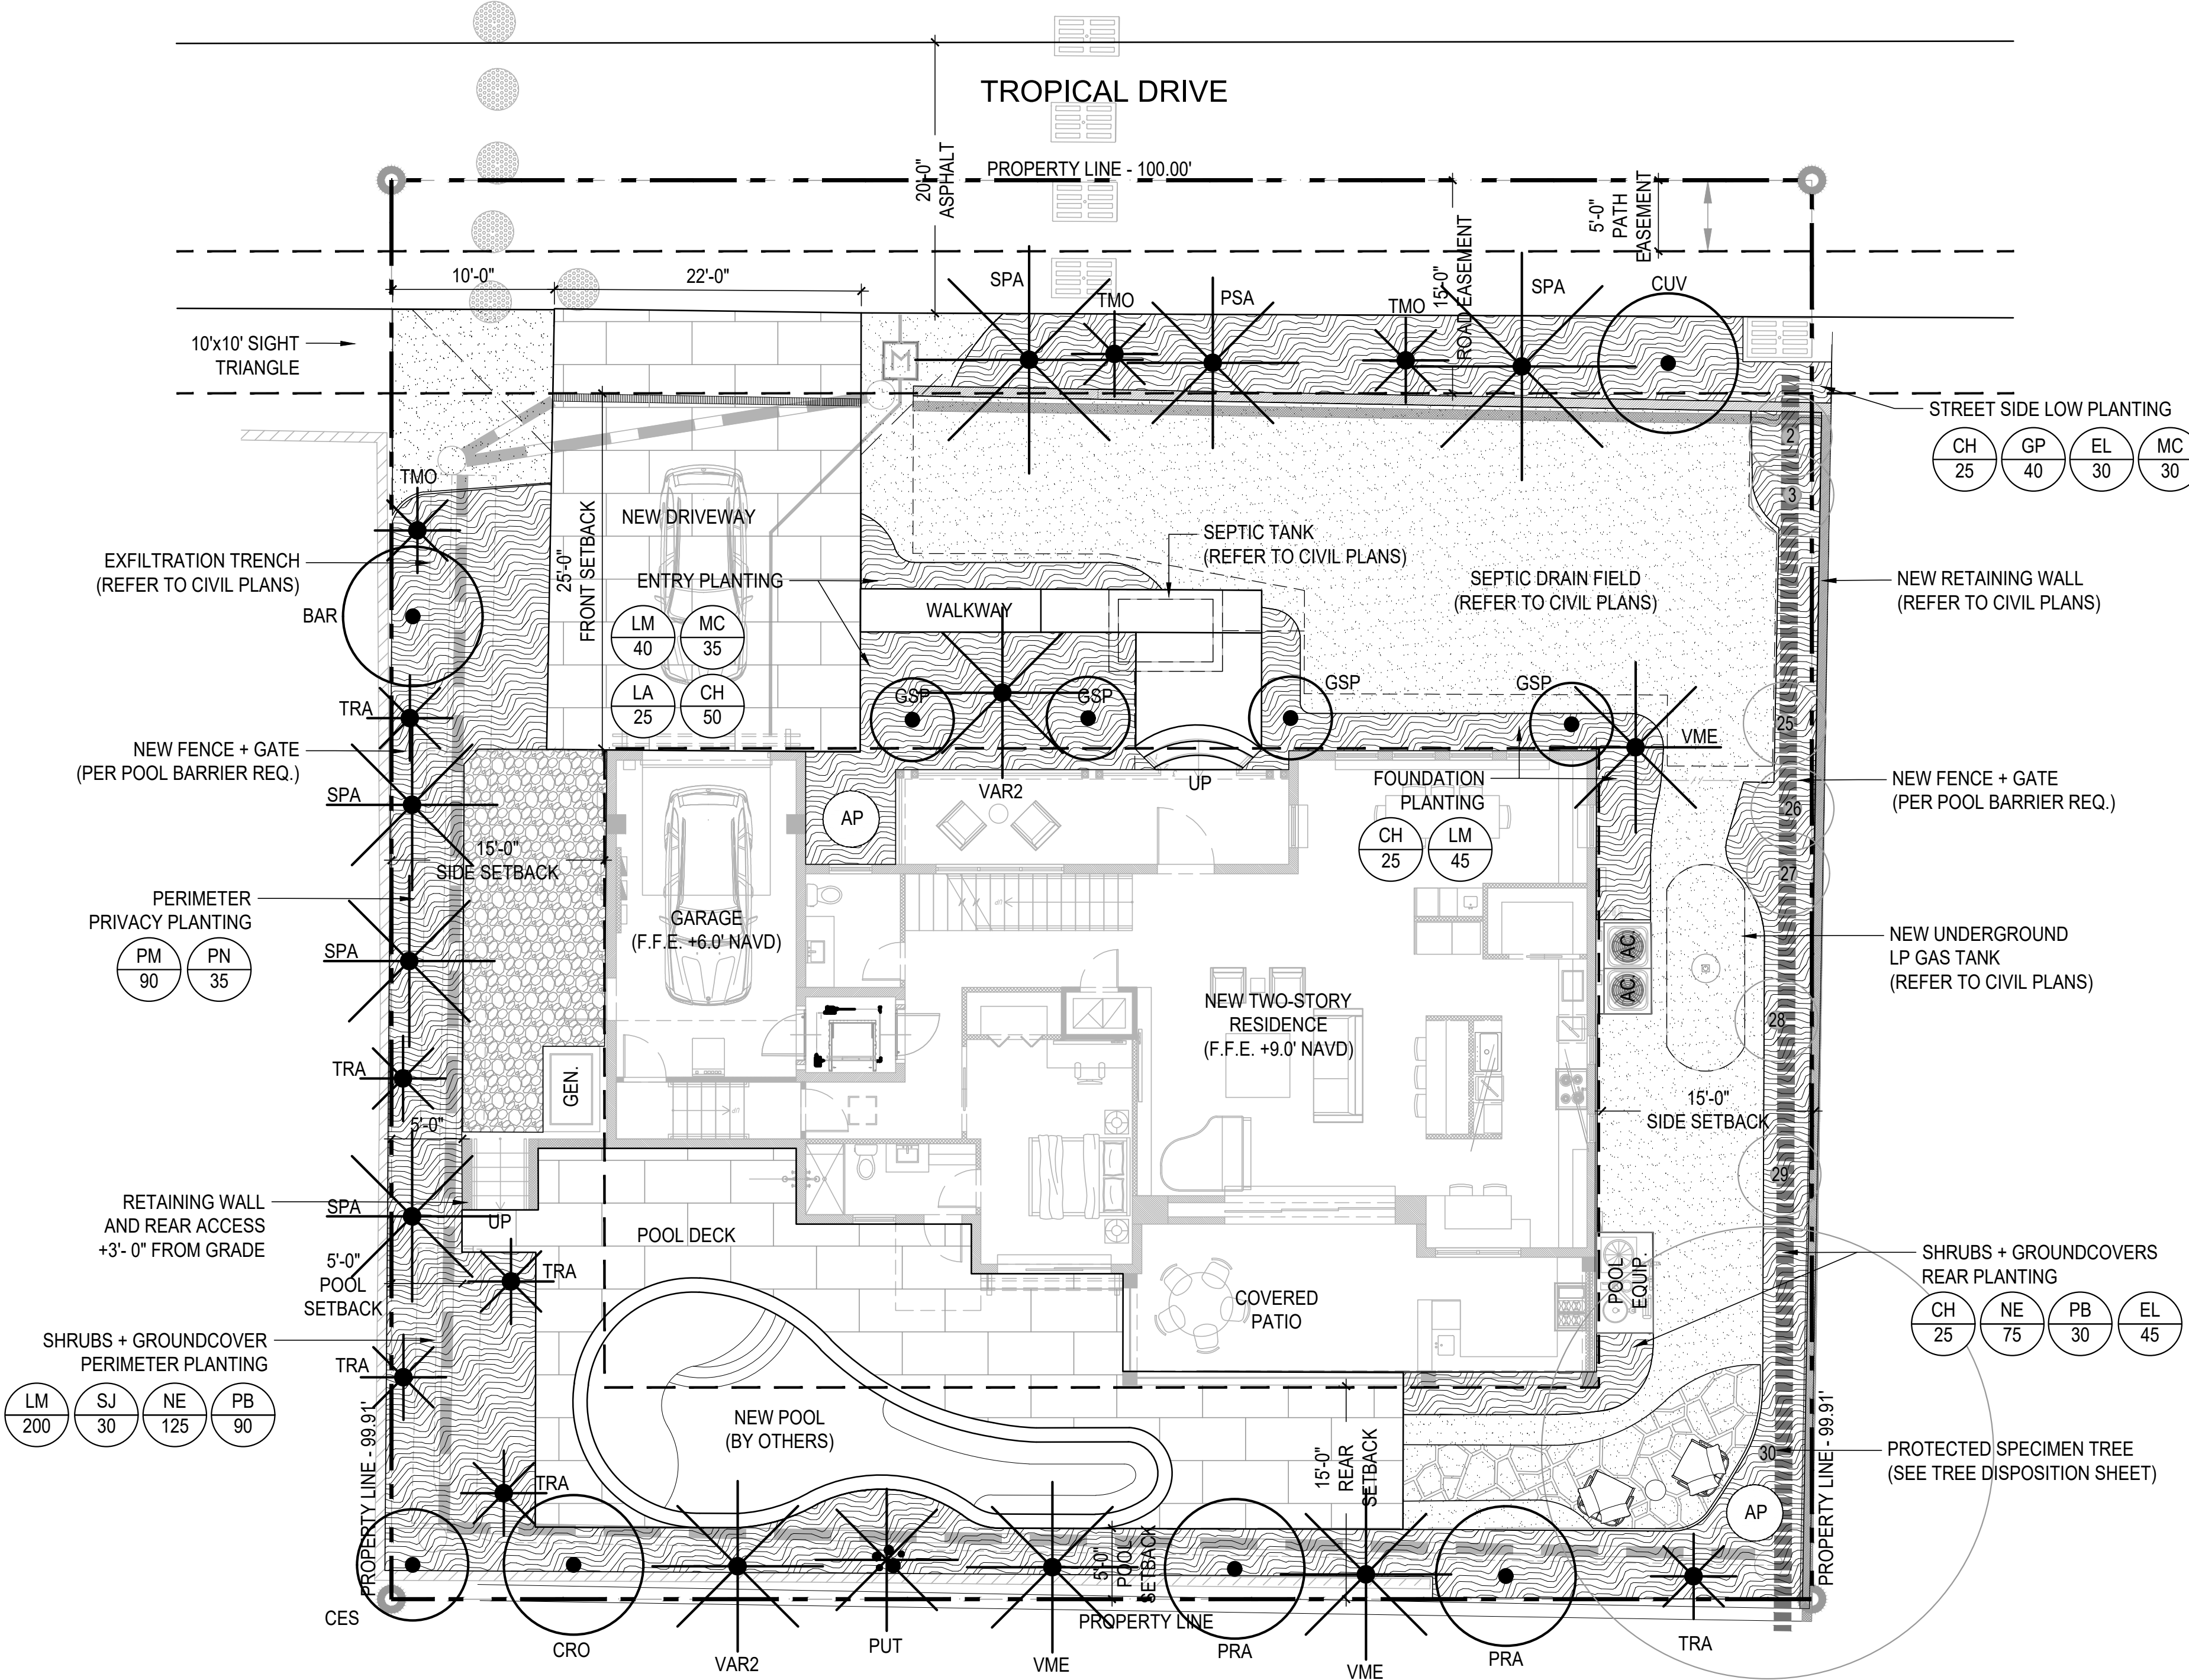 TROPICAL DRIVE
PROPERTY LINE - 100.00'
20'-0"
ASPHALT
5'-0"
PATH
EASEMENT
15'-0"
ROAD EASEMENT
10'-0"
22'-0"
SPA
TMO
PSA
TMO
SPA
CUV
10'x10' SIGHT
TRIANGLE
M
STREET SIDE LOW PLANTING
CH
25
GP
40
EL
30
MC
30
2
3
TMO
NEW DRIVEWAY
25'-0"
FRONT SETBACK
EXFILTRATION TRENCH
(REFER TO CIVIL PLANS)
BAR
ENTRY PLANTING
LM
40
MC
35
LA
25
CH
50
WALKWAY
SEPTIC TANK
(REFER TO CIVIL PLANS)
SEPTIC DRAIN FIELD
(REFER TO CIVIL PLANS)
NEW RETAINING WALL
(REFER TO CIVIL PLANS)
TRA
GSP
GSP
GSP
GSP
VME
25
NEW FENCE + GATE
(PER POOL BARRIER REQ.)
SPA
AP
VAR2
UP
FOUNDATION
PLANTING
CH
25
LM
45
NEW FENCE + GATE
(PER POOL BARRIER REQ.)
26
27
15'-0"
SIDE SETBACK
PERIMETER
PRIVACY PLANTING
PM
90
PN
35
SPA
GARAGE
(F.F.E. +6.0' NAVD)
UP
AC
AC
NEW UNDERGROUND
LP GAS TANK
(REFER TO CIVIL PLANS)
NEW TWO-STORY
RESIDENCE
(F.F.E. +9.0' NAVD)
28
TRA
GEN.
5'-0"
UP
15'-0"
SIDE SETBACK
29
RETAINING WALL
AND REAR ACCESS
+3'- 0" FROM GRADE
SPA
UP
POOL DECK
TRA
5'-0"
POOL
SETBACK
COVERED
PATIO
POOL
EQUIP.
SHRUBS + GROUNDCOVERS
REAR PLANTING
CH
25
NE
75
PB
30
EL
45
SHRUBS + GROUNDCOVER
PERIMETER PLANTING
TRA
LM
200
SJ
30
NE
125
PB
90
PROPERTY LINE - 99.91'
NEW POOL
(BY OTHERS)
15'-0"
REAR
SETBACK
PROPERTY LINE - 99.91'
30
PROTECTED SPECIMEN TREE
(SEE TREE DISPOSITION SHEET)
TRA
AP
5'-0"
POOL
SETBACK
CES
CRO
VAR2
PUT
VME
PROPERTY LINE
PRA
VME
PRA
TRA